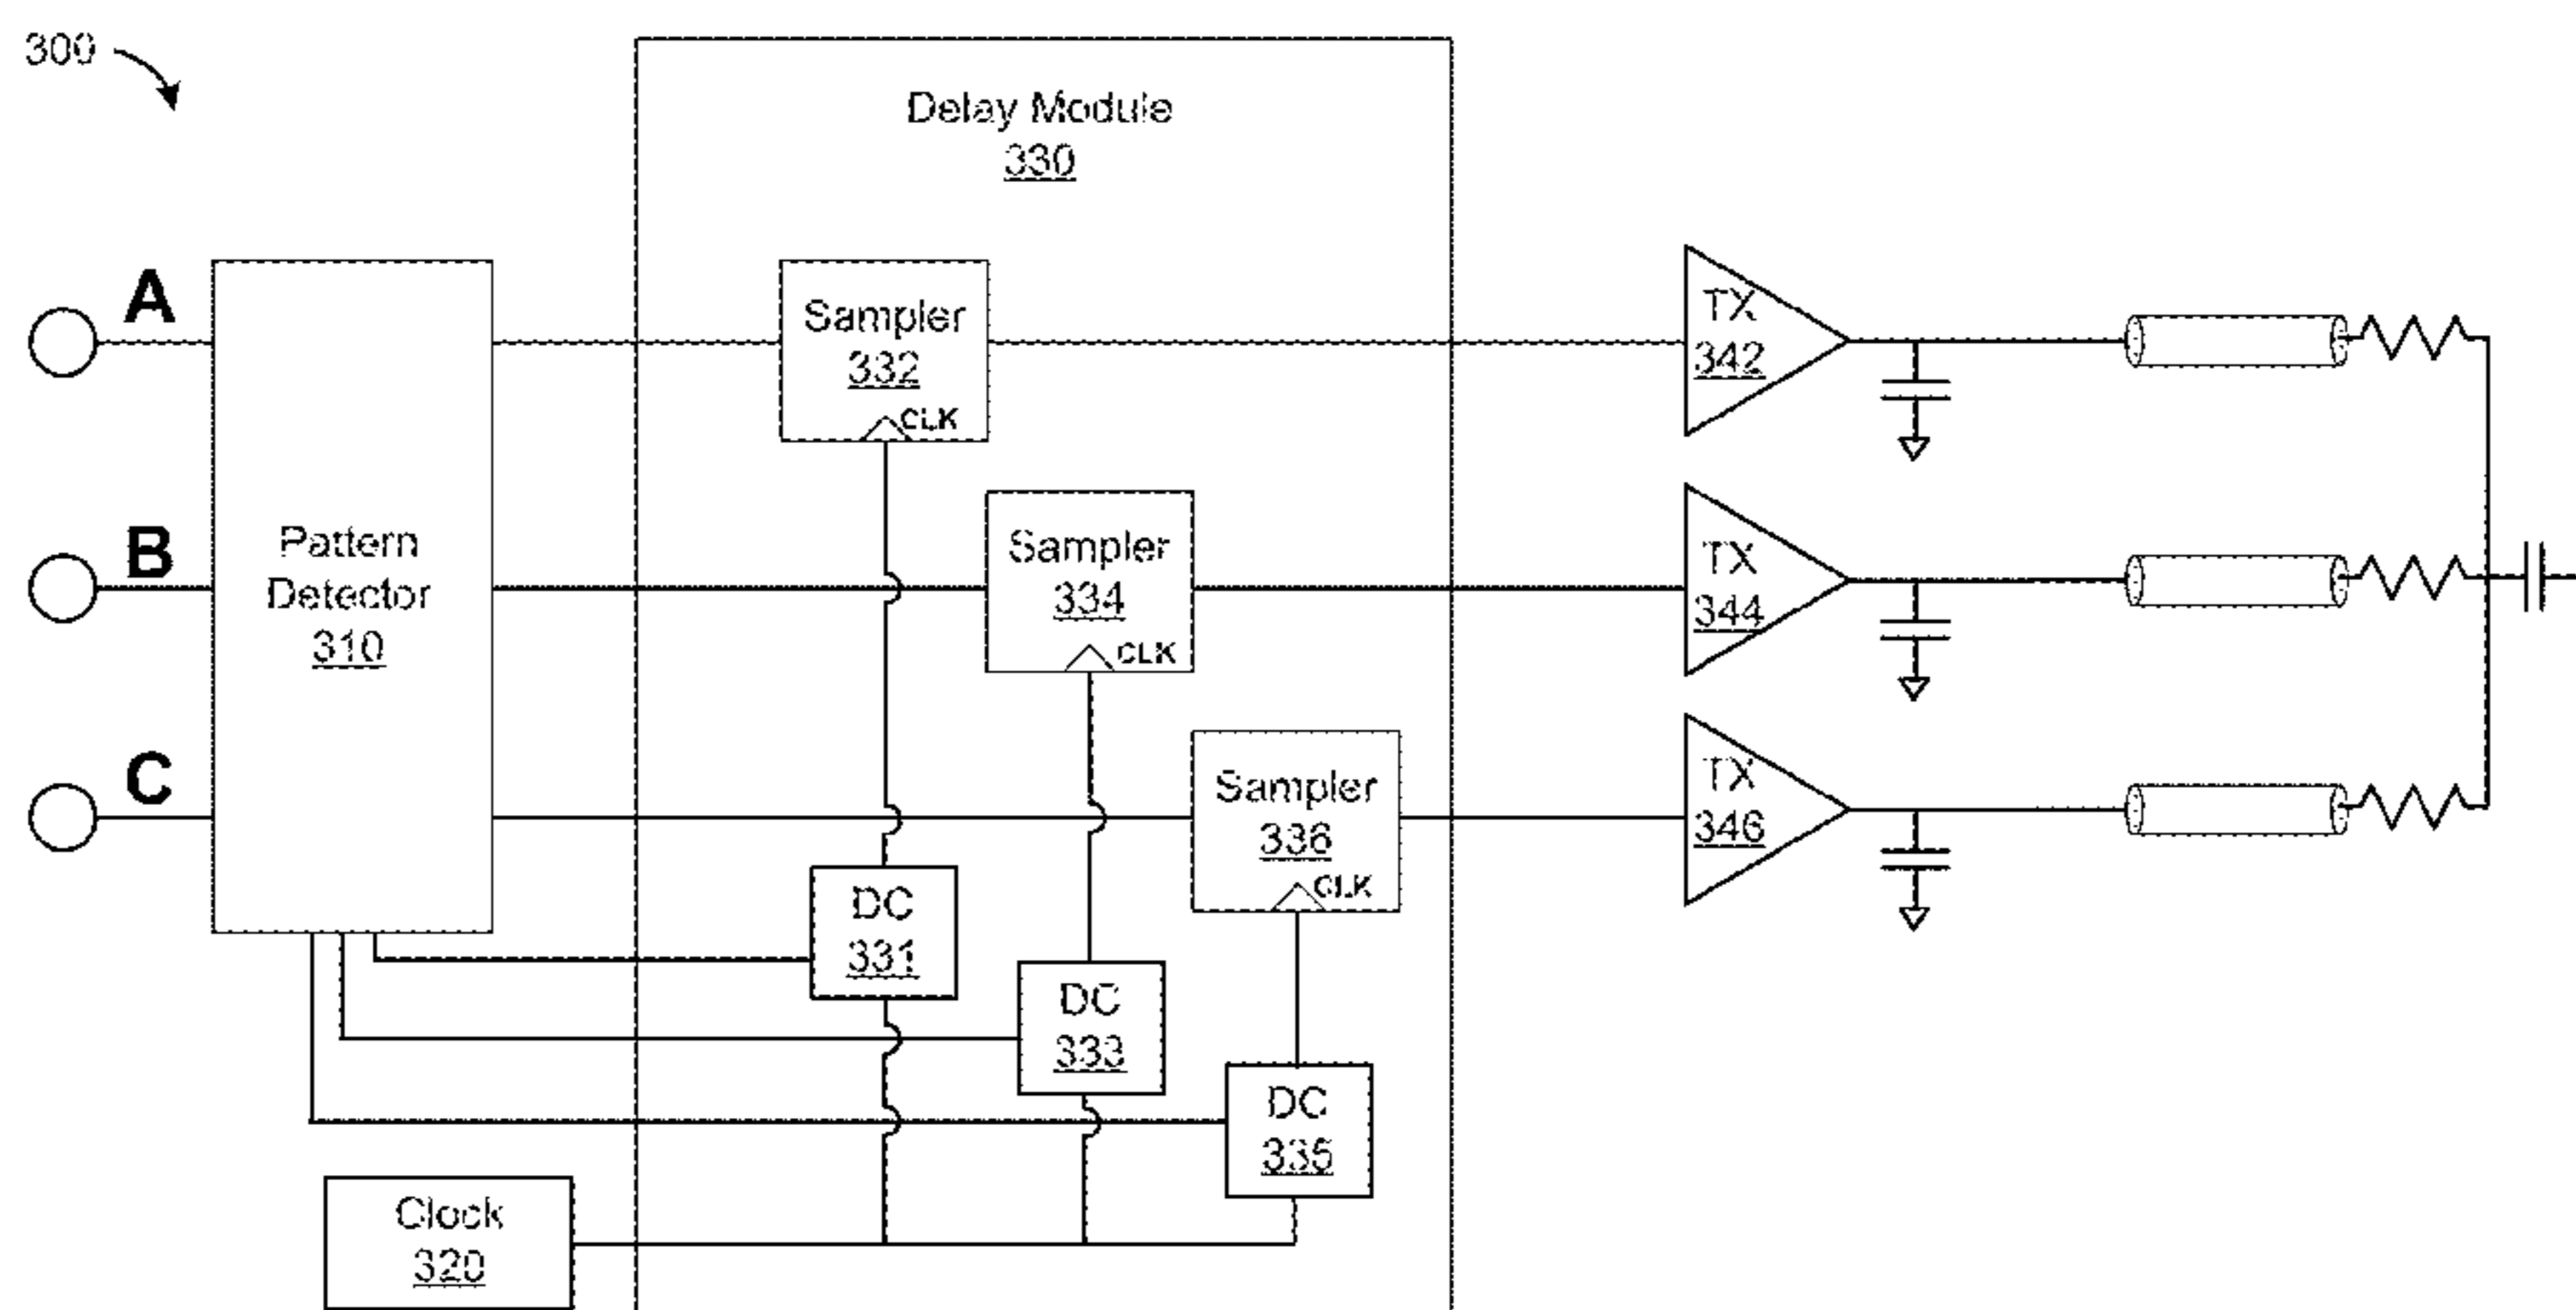 300
Delay Module
330
A
Sampler
332
CLK
TX
342
B
Pattern
Detector
310
Sampler
334
CLK
TX
344
C
Sampler
336
CLK
TX
346
DC
331
DC
333
DC
335
Clock
320